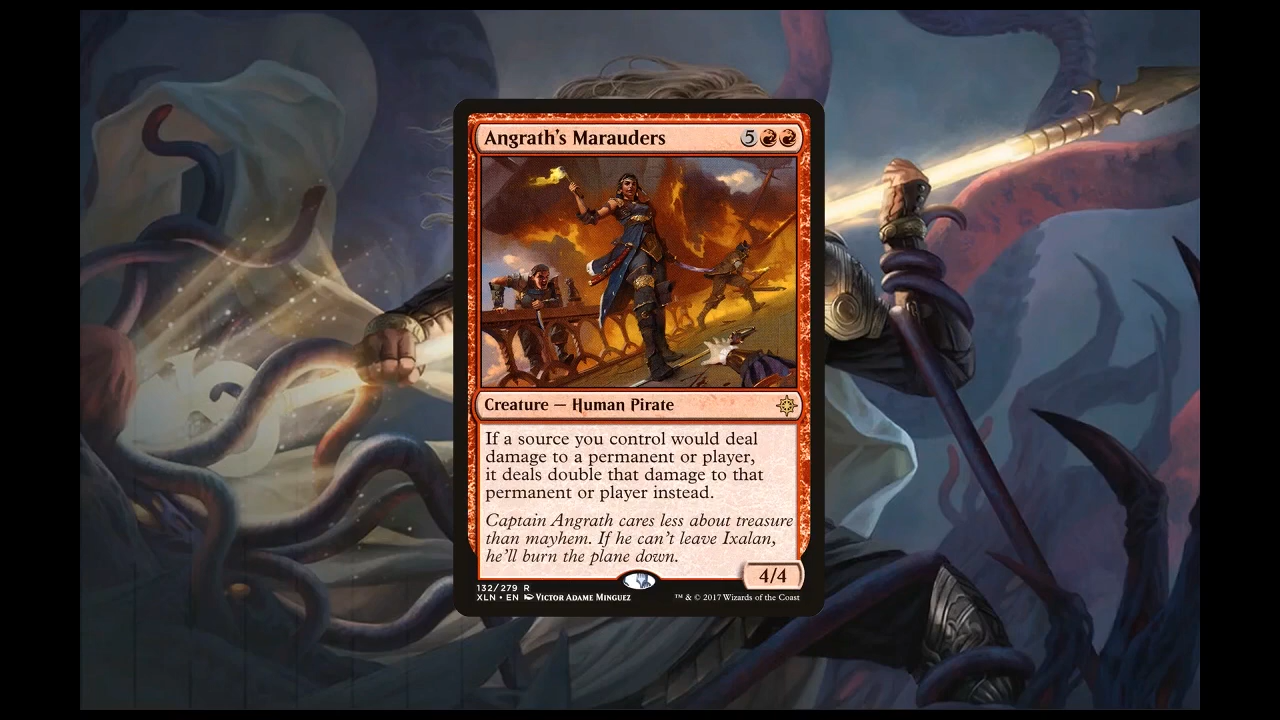 Angrath's Marauders 5
Creature — Human Pirate
If a source you control would deal
damage to a permanent or player,
it deals double that damage to that
permanent or player instead.
Captain Angrath cares less about treasure
than mayhem. If he can't leave Ixalan,
he'll burn the plane down.
4/4
132/279 R
XLN • EN Victor Adame Minguez
™ & © 2017 Wizards of the Coast